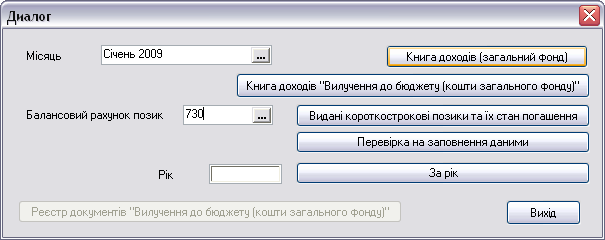 Диалог
Місяць Січень 2009 ... Книга доходів (загальний фонд)
Книга доходів "Вилучення до бюджету (кошти загального фонду)"
Балансовий рахунок позик 730 ... Видані короткострокові позики та їх стан погашення
Перевірка на заповнення даними
Рік За рік
Реєстр документів "Вилучення до бюджету (кошти загального фонду)" Вихід